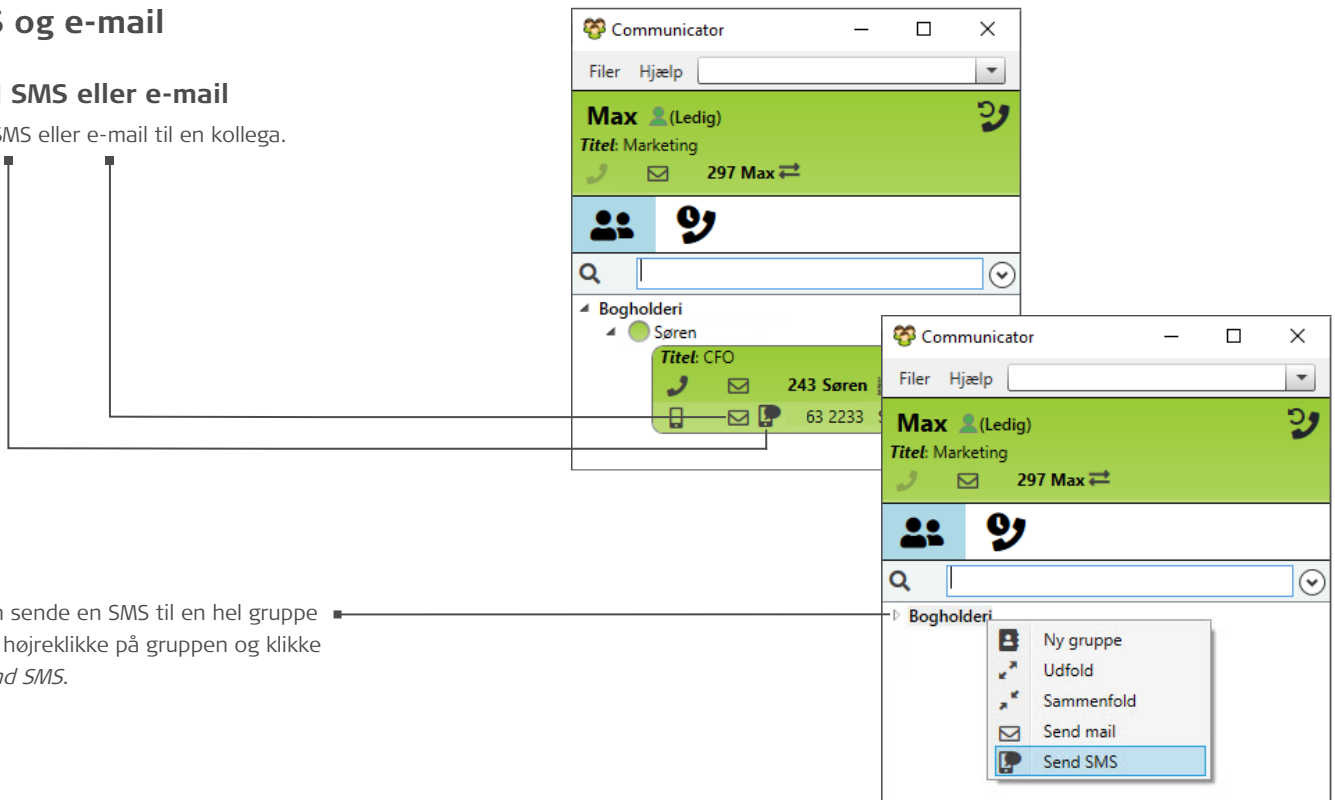 og e-mail
SMS eller e-mail
SMS eller e-mail til en kollega.
sende en SMS til en hel gruppe
højreklikke på gruppen og klikke
SMS.
Communicator
Filer Hjælp
Max (Ledig)
Titel: Marketing
297 Max
Bogholderi
Søren
Titel: CFO
243 Søren
63 2233
Communicator
Filer Hjælp
Max (Ledig)
Titel: Marketing
297 Max
Bogholderi
Ny gruppe
Udfold
Sammenfold
Send mail
Send SMS